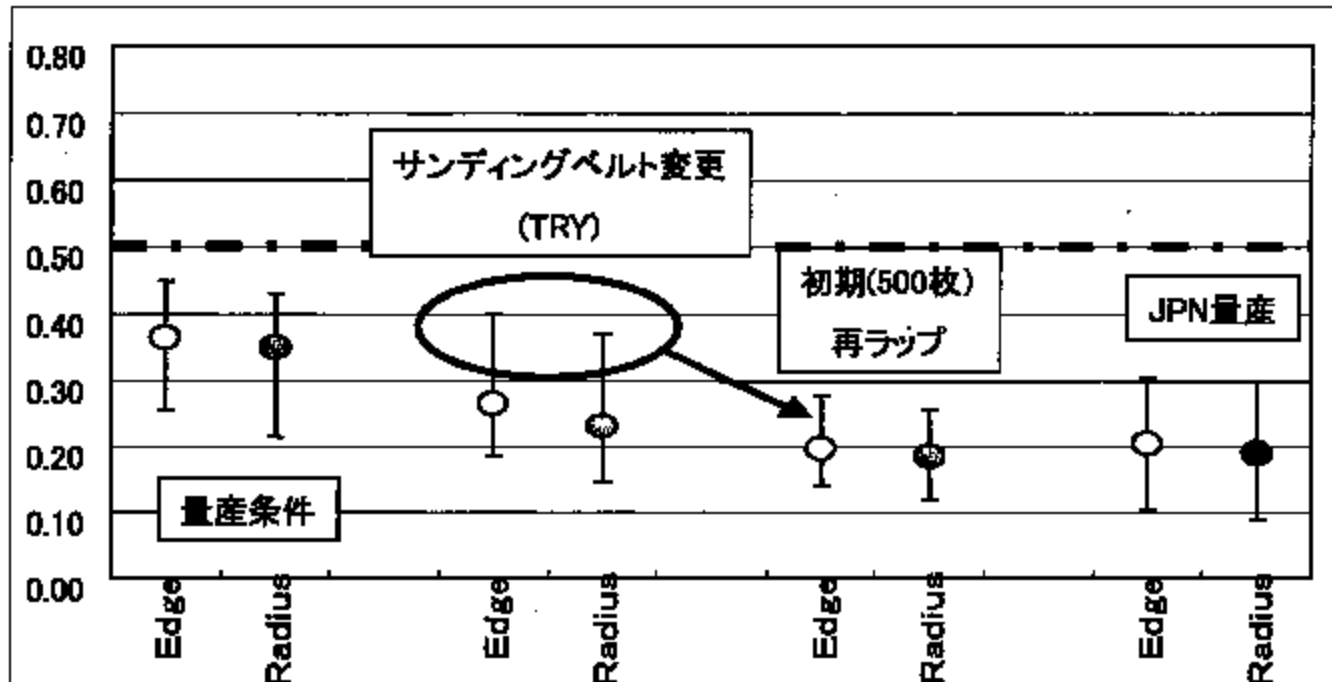 0.80
0.70
0.60
0.50
0.40
0.30
0.20
0.10
0.00
サンディングベルト変更
(TRY)
初期(500枚)
再ラップ
JPN量産
量産条件
Edge
Radius
Edge
Radius
Edge
Radius
Edge
Radius